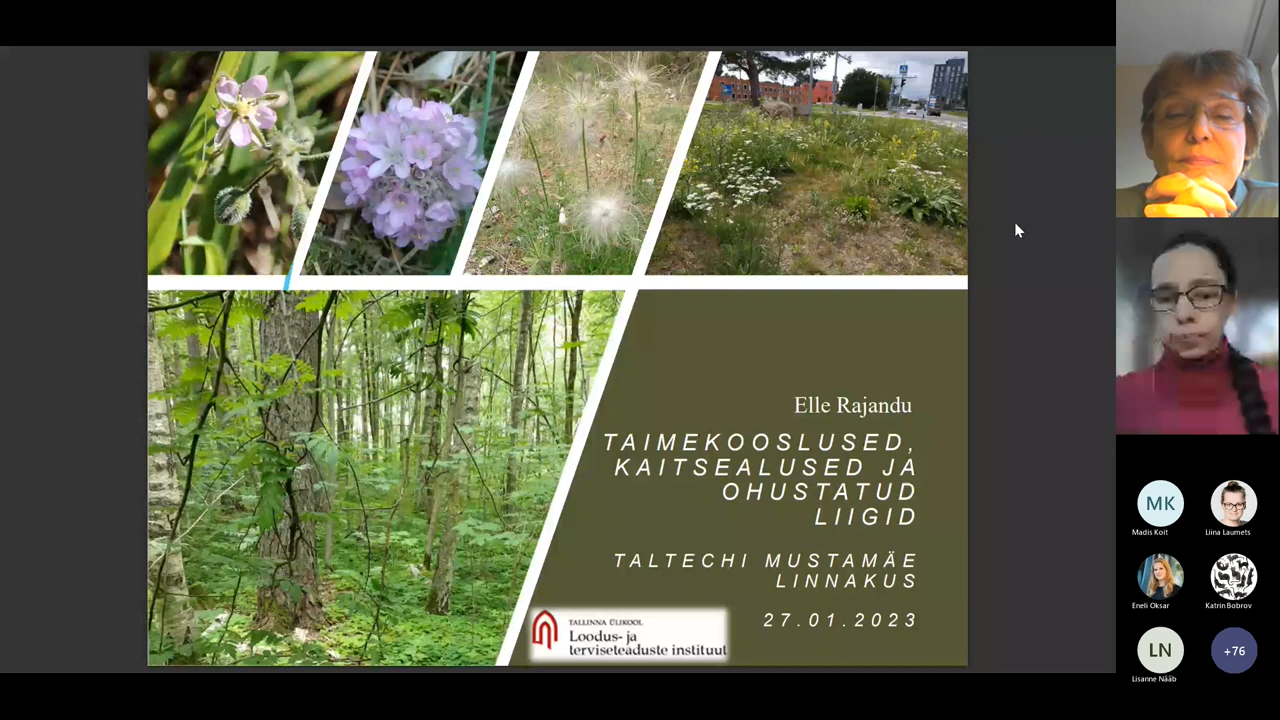 Elle Rajandu
TAIMEKOOSLUSED,
KAITSEALUSED JA
OHUSTATUD
LIIGID
TALTECHI MUSTAMÄE
LINNAKUS
27.01.2023
TALLINNA ÜLIKOOL
Loodus- ja
terviseteaduste instituut
MK
Madis Koit
Liina Laumets
Eneli Oksar
Katrin Bobrov
LN
Lisanne Nääb
+76